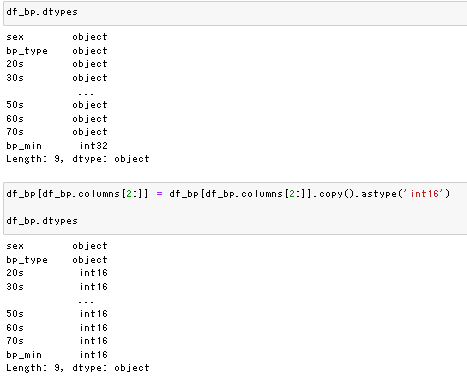 df_bp.dtypes
sex object
bp_type object
20s object
30s object
...
50s object
60s object
70s object
bp_min int32
Length: 9, dtype: object
df_bp[df_bp.columns[2:]] = df_bp[df_bp.columns[2:]].copy().astype('int16')
df_bp.dtypes
sex object
bp_type object
20s int16
30s int16
...
50s int16
60s int16
70s int16
bp_min int16
Length: 9, dtype: object